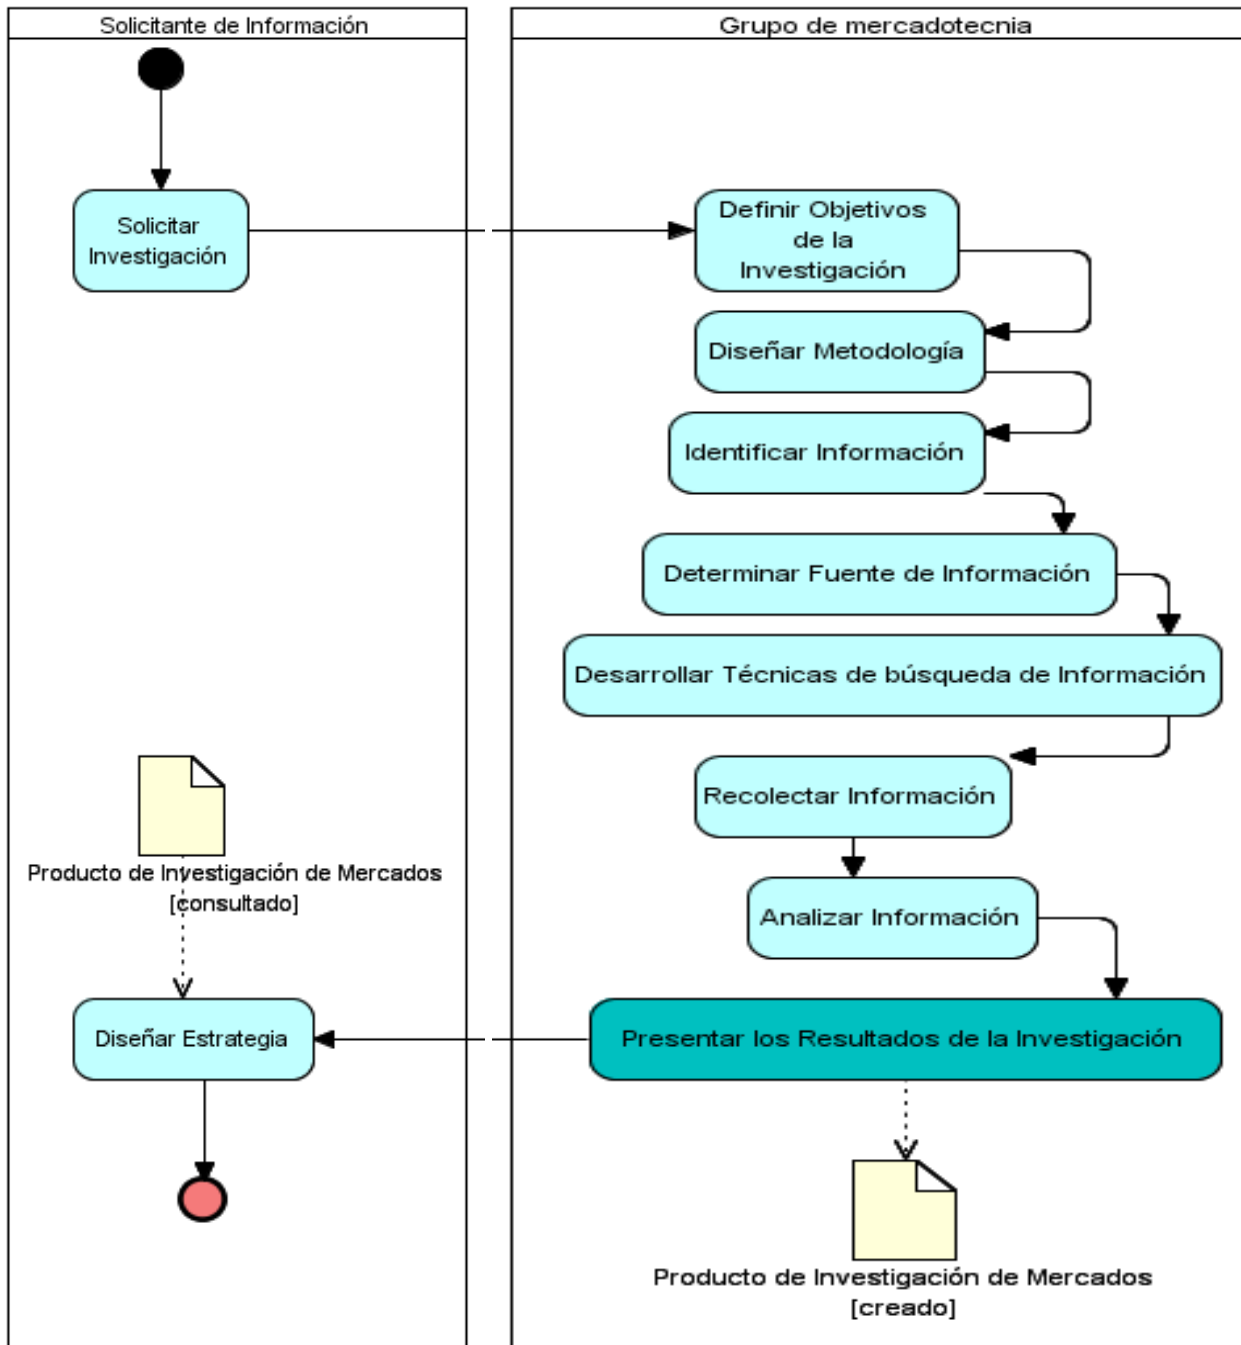 Solicitante de Información
Grupo de mercadotecnia
Solicitar
Investigación
Definir Objetivos
de la
Investigación
Diseñar Metodología
Identificar Información
Determinar Fuente de Información
Desarrollar Técnicas de búsqueda de Información
Recolectar Información
Producto de Investigación de Mercados
[consultado]
Analizar Información
Diseñar Estrategia
Presentar los Resultados de la Investigación
Producto de Investigación de Mercados
[creado]